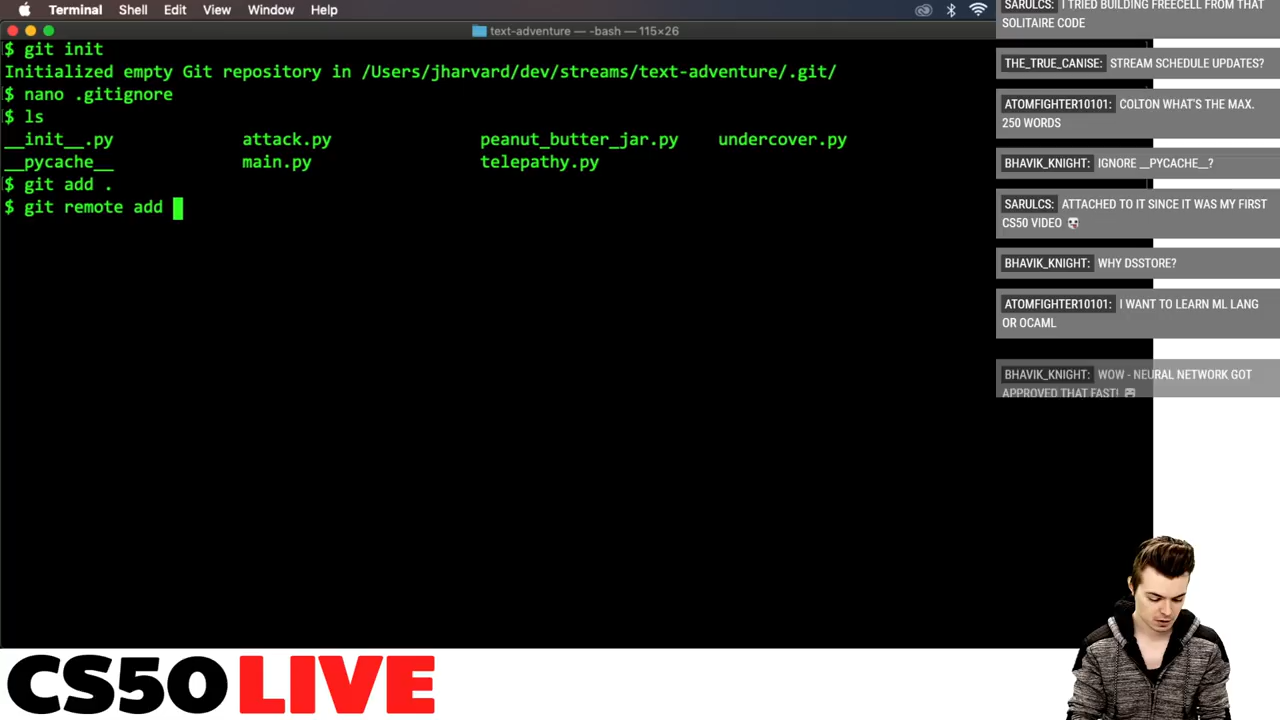 Terminal Shell Edit View Window Help
text-adventure — -bash — 115×26
$ git init
Initialized empty Git repository in /Users/jharvard/dev/streams/text-adventure/.git/
$ nano .gitignore
$ ls
__init__.py attack.py peanut_butter_jar.py undercover.py
__pycache__ main.py telepathy.py
$ git add .
$ git remote add
SARULCS: I TRIED BUILDING FREECELL FROM THAT
SOLITAIRE CODE
THE_TRUE_CANISE: STREAM SCHEDULE UPDATES?
ATOMFIGHTER10101: COLTON WHAT'S THE MAX.
250 WORDS
BHAVIK_KNIGHT: IGNORE __PYCACHE__?
SARULCS: ATTACHED TO IT SINCE IT WAS MY FIRST
CS50 VIDEO
BHAVIK_KNIGHT: WHY DSSTORE?
ATOMFIGHTER10101: I WANT TO LEARN ML LANG
OR OCAML
BHAVIK_KNIGHT: WOW - NEURAL NETWORK GOT
APPROVED THAT FAST!
CS50 LIVE